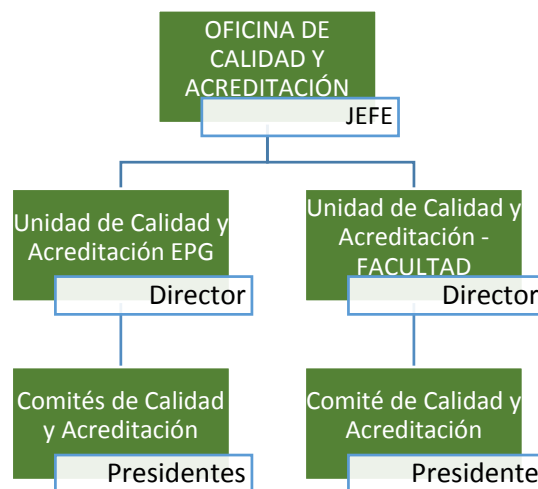 OFICINA DE
CALIDAD Y
ACREDITACIÓN
JEFE
Unidad de Calidad y
Acreditación EPG
Director
Unidad de Calidad y
Acreditación -
FACULTAD
Director
Comités de Calidad
y Acreditación
Presidentes
Comité de Calidad y
Acreditación
Presidente